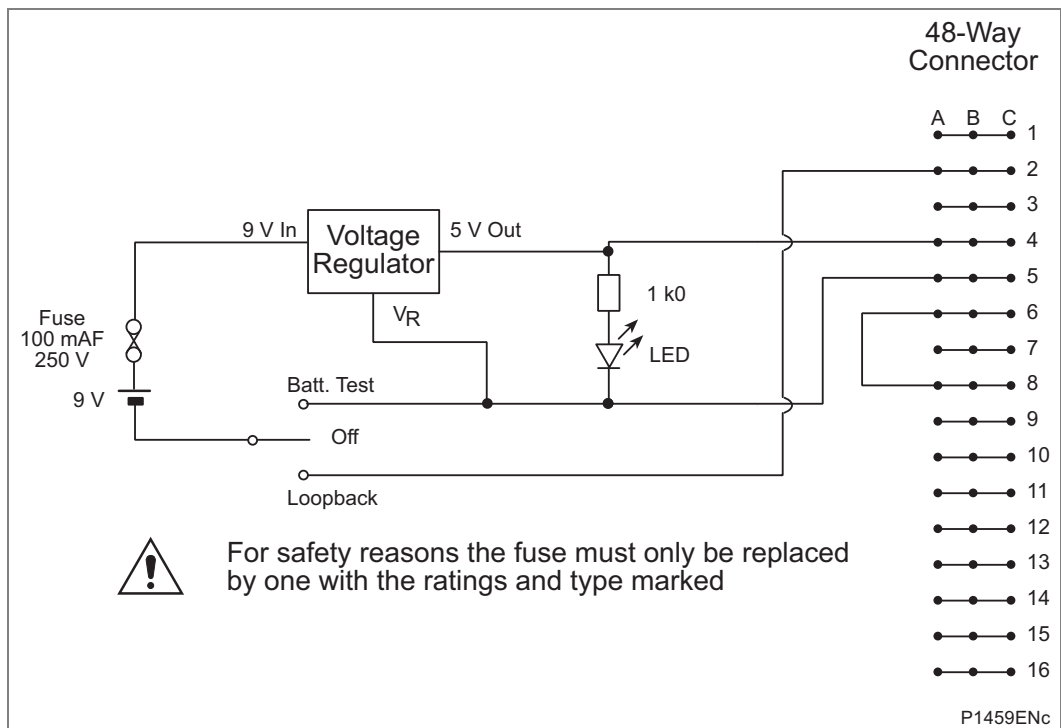 48-Way
Connector
A B C
1
2
3
4
5
6
7
8
9
10
11
12
13
14
15
16
9 V In
Voltage
Regulator
5 V Out
VR
1 k0
LED
Fuse
100 mAF
250 V
9 V
Batt. Test
Off
Loopback
!
For safety reasons the fuse must only be replaced
by one with the ratings and type marked
P1459ENc